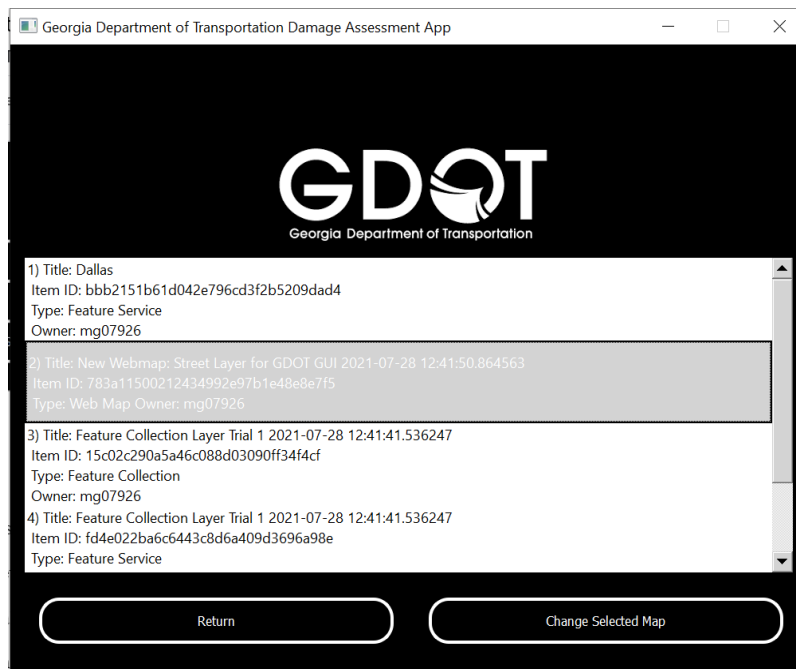 Georgia Department of Transportation Damage Assessment App
GDOT
Georgia Department of Transportation
1) Title: Dallas
Item ID: bbb2151b61d042e796cd3f2b5209dad4
Type: Feature Service
Owner: mg07926
2) Title: New Webmap: Street Layer for GDOT GUI 2021-07-28 12:41:50.864563
Item ID: 783a11500212434992e97b1e48e8e7f5
Type: Web Map Owner: mg07926
3) Title: Feature Collection Layer Trial 1 2021-07-28 12:41:41.536247
Item ID: 15c02c290a5a46c088d03090ff34f4cf
Type: Feature Collection
Owner: mg07926
4) Title: Feature Collection Layer Trial 1 2021-07-28 12:41:41.536247
Item ID: fd4e022ba6c6443c8d6a409d3696a98e
Type: Feature Service
Return
Change Selected Map